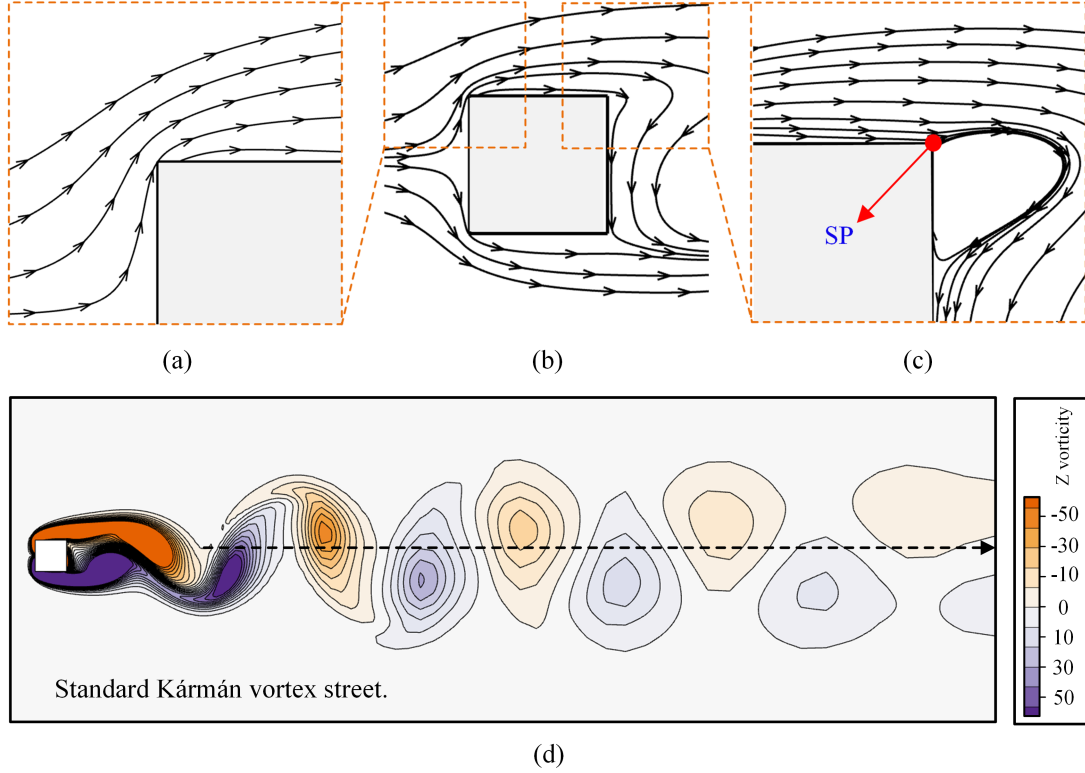 SP
(a)
(b)
(c)
Standard Kármán vortex street.
Z vorticity
-50
-30
-10
0
10
30
50
(d)